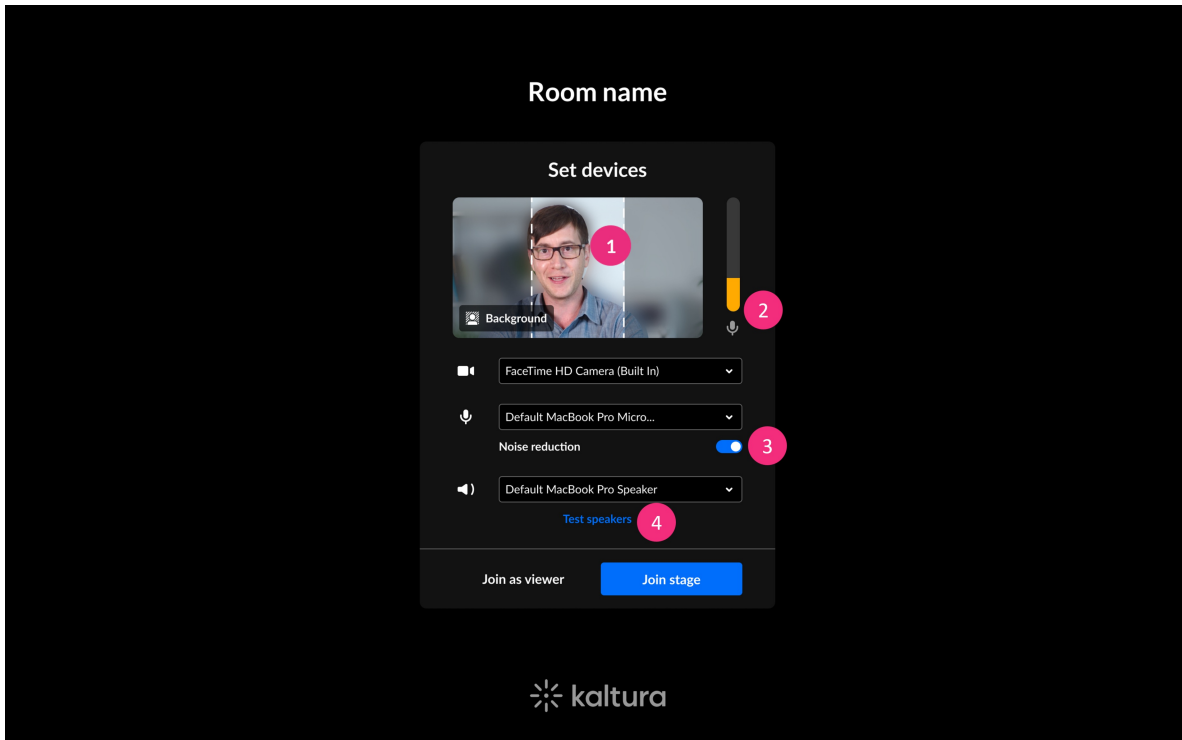 Room name
Set devices
1
Background
2
FaceTime HD Camera (Built In)
Default MacBook Pro Micro...
Noise reduction
3
Default MacBook Pro Speaker
Test speakers
4
Join as viewer
Join stage
kaltura